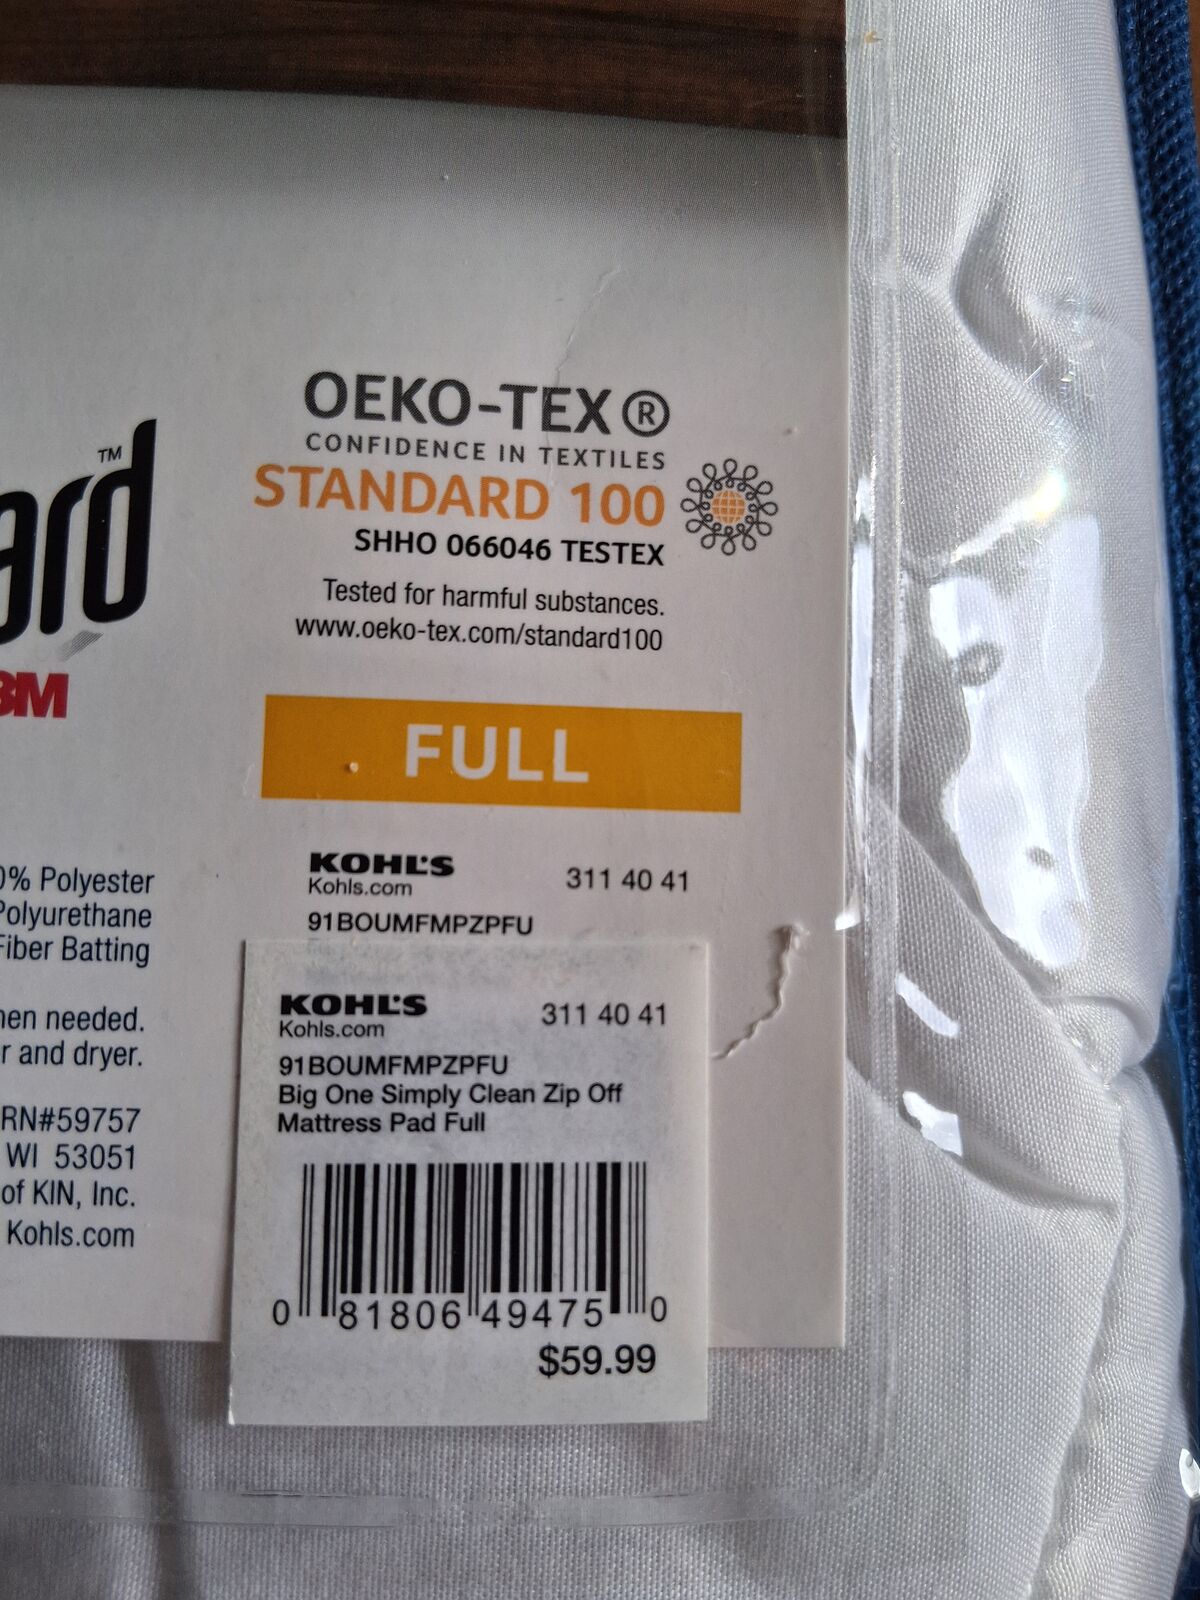 OEKO-TEX®
CONFIDENCE IN TEXTILES
STANDARD 100
SHHO 066046 TESTEX
Tested for harmful substances.
www.oeko-tex.com/standard100
ard™
3M
FULL
KOHL'S
Kohls.com
311 40 41
91BOUMFMPZPFU
0% Polyester
Polyurethane
Fiber Batting
hen needed.
r and dryer.
RN#59757
WI 53051
of KIN, Inc.
Kohls.com
KOHL'S
Kohls.com
311 40 41
91BOUMFMPZPFU
Big One Simply Clean Zip Off
Mattress Pad Full
0 81806 49475 0
$59.99